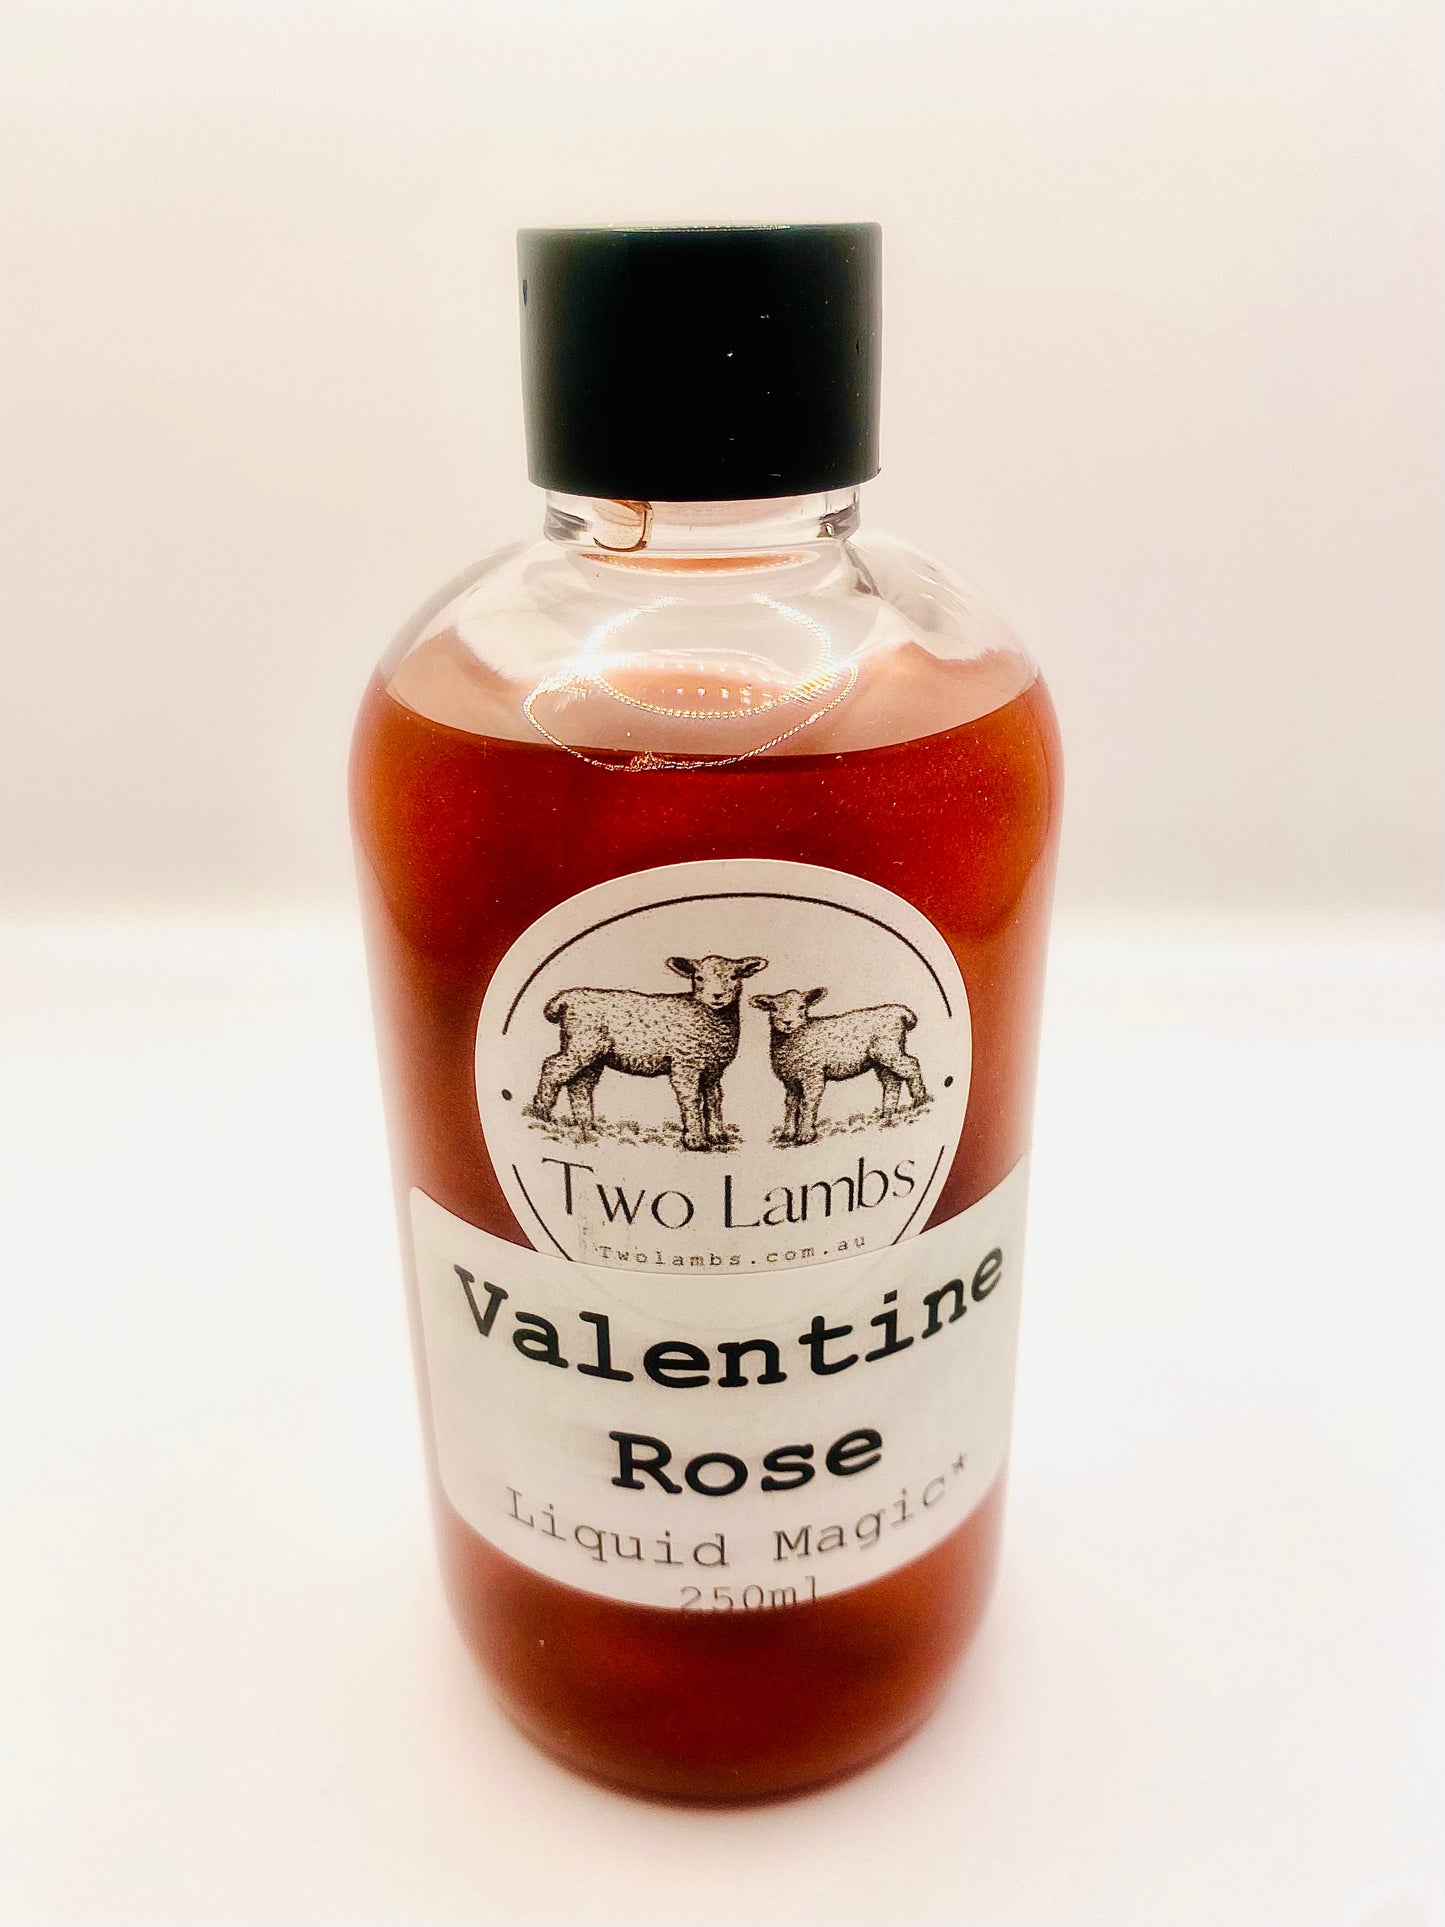 Two Lambs
Twolambs.com.au
Valentine
Rose
Liquid Magic*
250ml